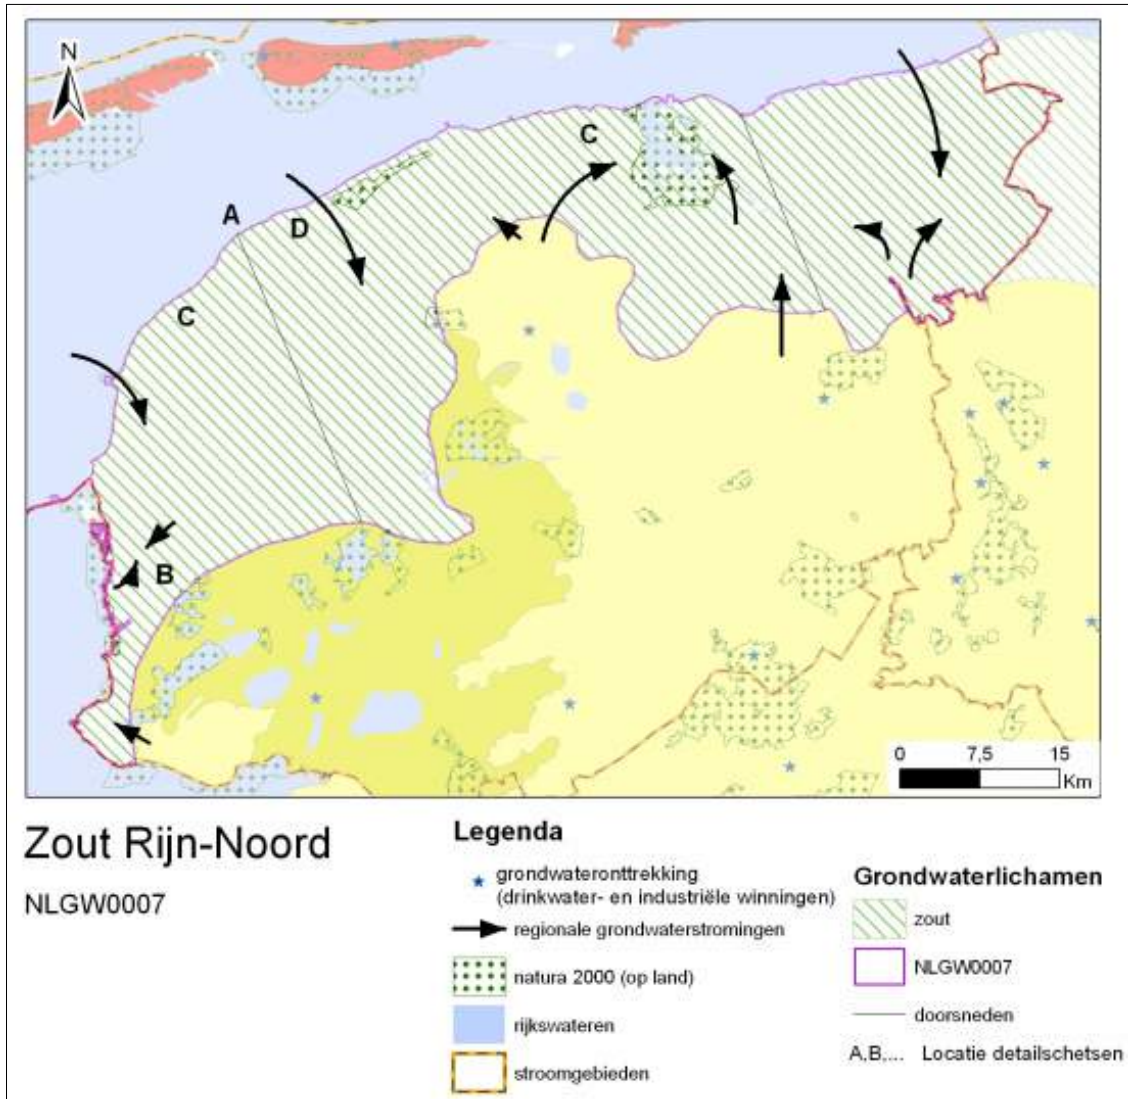 N
C
A
D
C
B
0 7,5 15
Km
Zout Rijn-Noord
NLGW0007
Legenda
grondwateronttrekking
(drinkwater- en industriële winningen)
regionale grondwaterstromingen
natura 2000 (op land)
rijkswateren
stroomgebieden
Grondwaterlichamen
zout
NLGW0007
doorsneden
A,B,... Locatie detailschetsen